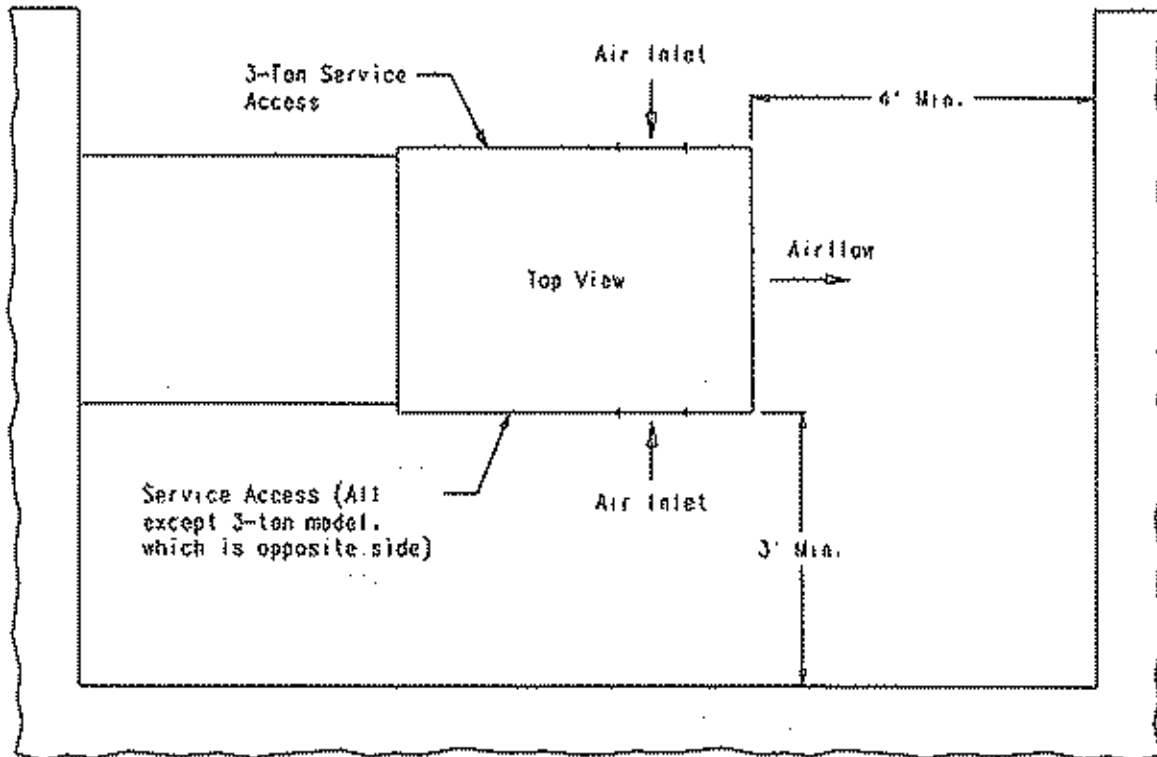 Air Inlet
3-Ton Service
Access
Min.
Airflow
Top View
Service Access (All
except 3-ton model.
which is opposite side)
Air Inlet
3' Min.